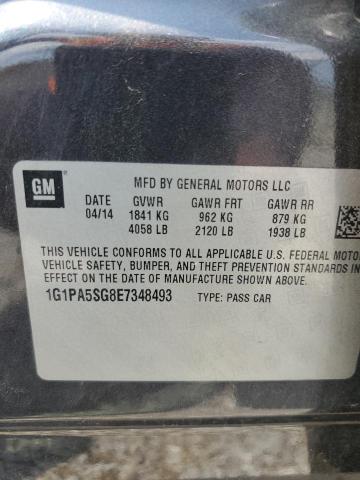 GM
MFD BY GENERAL MOTORS LLC
DATE GVWR GAWR FRT GAWR RR
04/14 1841 KG 962 KG 879 KG
4058 LB 2120 LB 1938 LB
THIS VEHICLE CONFORMS TO ALL APPLICABLE U.S. FEDERAL MOTOR
VEHICLE SAFETY, BUMPER, AND THEFT PREVENTION STANDARDS IN
EFFECT ON THE DATE OF MANUFACTURE SHOWN ABOVE.
1G1PA5SG8E7348493 TYPE: PASS CAR